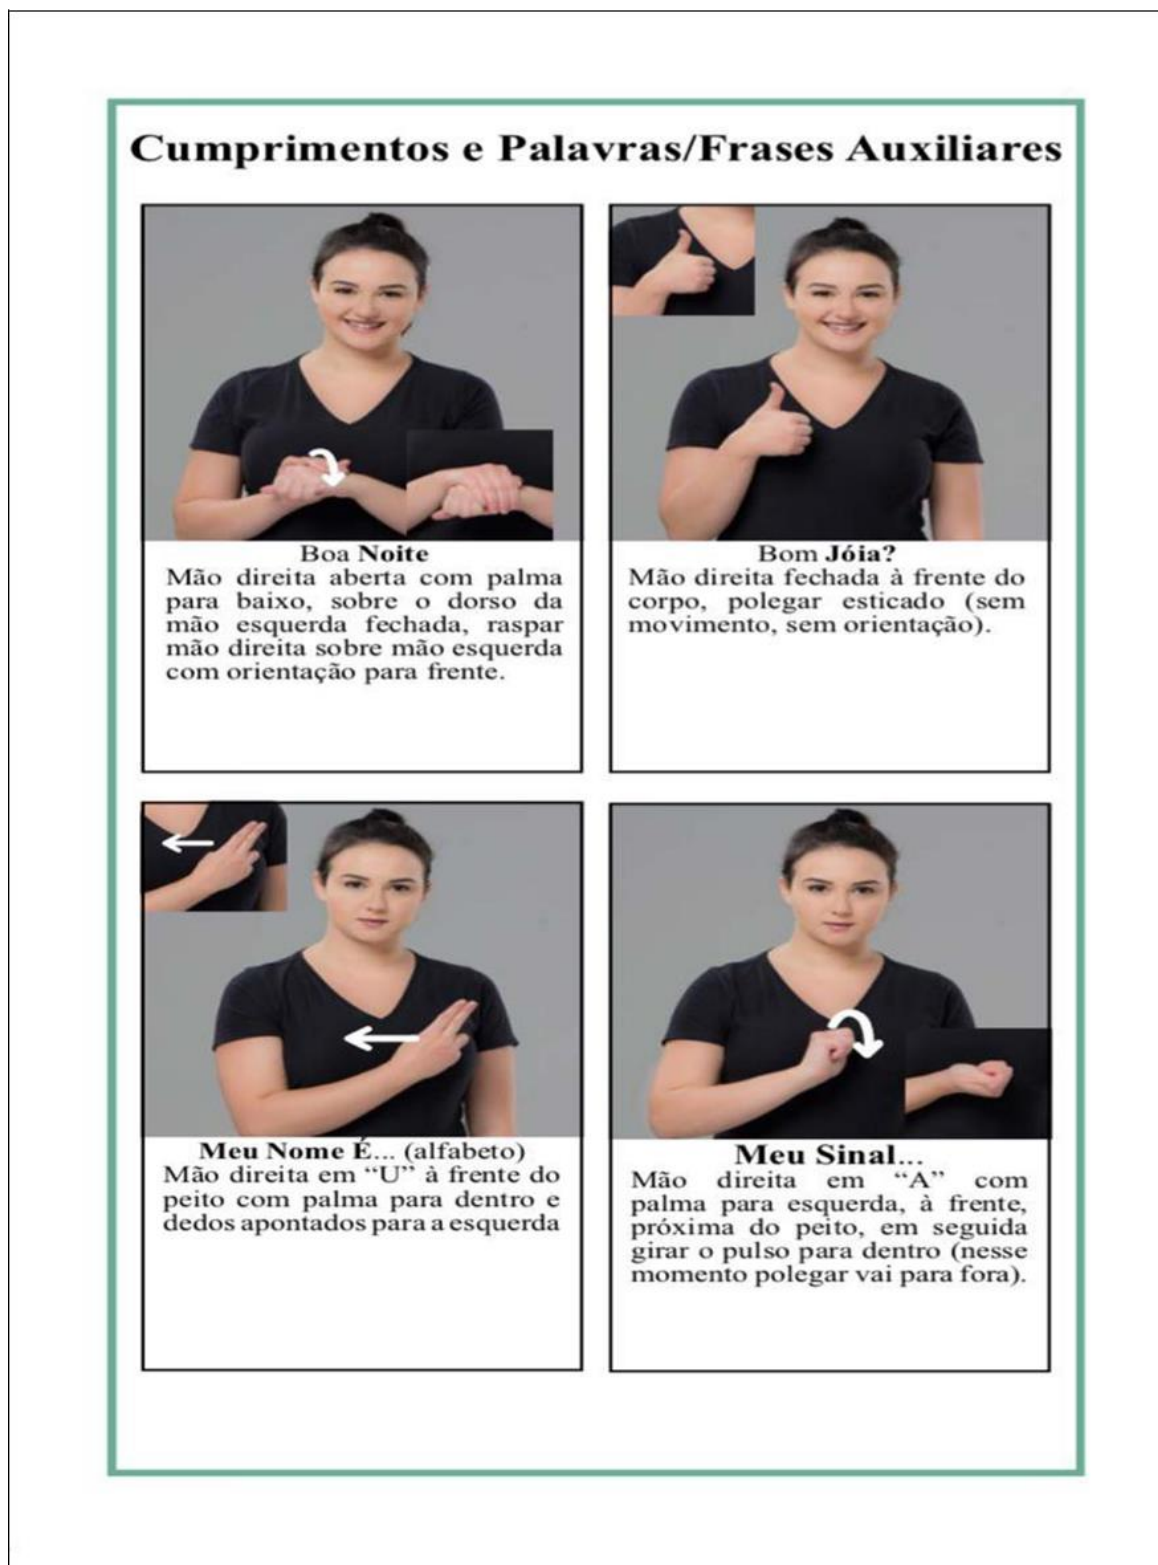 Cumprimentos e Palavras/Frases Auxiliares
Boa Noite
Mão direita aberta com palma
para baixo, sobre o dorso da
mão esquerda fechada, raspar
mão direita sobre mão esquerda
com orientação para frente.
Bom Jóia?
Mão direita fechada à frente do
corpo, polegar esticado (sem
movimento, sem orientação).
Meu Nome É... (alfabeto)
Mão direita em “U” à frente do
peito com palma para dentro e
dedos apontados para a esquerda
Meu Sinal...
Mão direita em “A” com
palma para esquerda, à frente,
próxima do peito, em seguida
girar o pulso para dentro (nesse
momento polegar vai para fora).